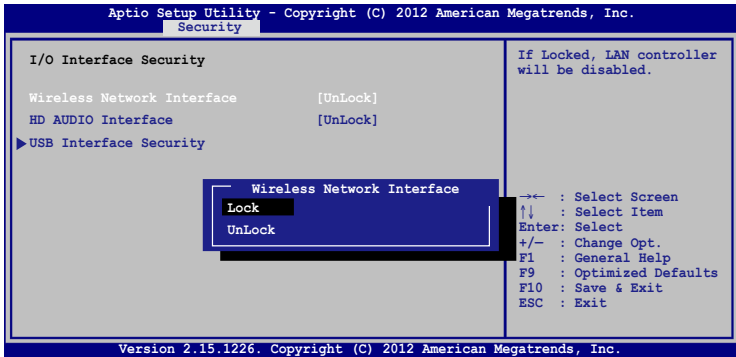 Aptio Setup Utility - Copyright (C) 2012 American Megatrends, Inc.
Security
I/O Interface Security
Wireless Network Interface [UnLock]
HD AUDIO Interface [UnLock]
USB Interface Security
Wireless Network Interface
Lock
UnLock
If Locked, LAN controller
will be disabled.
→← : Select Screen
↑↓ : Select Item
Enter: Select
+/— : Change Opt.
F1 : General Help
F9 : Optimized Defaults
F10 : Save & Exit
ESC : Exit
Version 2.15.1226. Copyright (C) 2012 American Megatrends, Inc.